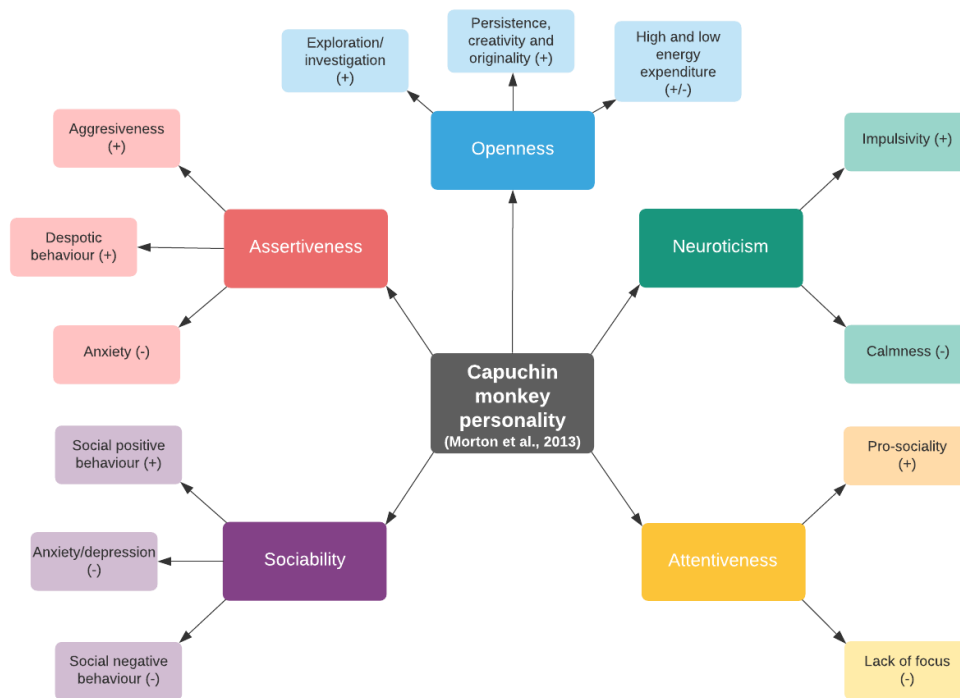 Persistence,
creativity and
originality (+)
Exploration/
investigation
(+)
High and low
energy
expenditure
(+/-)
Openness
Aggresiveness
(+)
Impulsivity (+)
Despotic
behaviour (+)
Assertiveness
Neuroticism
Anxiety (-)
Calmness (-)
Capuchin
monkey
personality
(Morton et al., 2013)
Social positive
behaviour (+)
Pro-sociality
(+)
Anxiety/depression
(-)
Sociability
Attentiveness
Social negative
behaviour (-)
Lack of focus
(-)